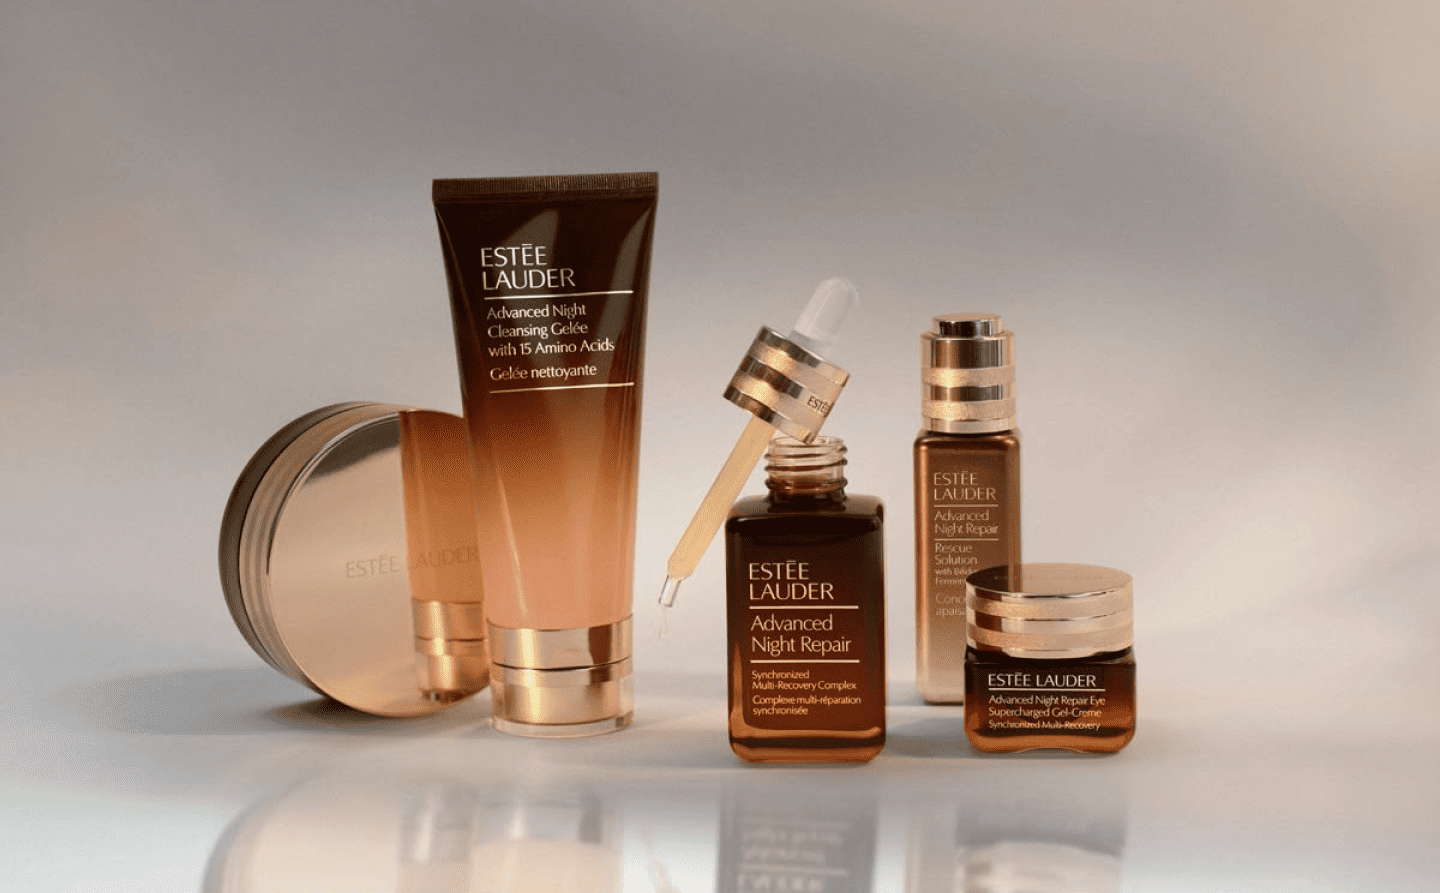 ESTĒE
LAUDER
Advanced Night
Cleansing Gelée
with 15 Amino Acids
Gelée nettoyante
ESTĒE LAUDER
ESTĒE
LAUDER
Advanced
Night Repair
Synchronized
Multi-Recovery Complex
Complexe multi-réparation
synchronisée
ESTĒE
LAUDER
Advanced
Night Repair
Rescue
Solution
with
ESTĒE LAUDER
Advanced Night Repair Eye
Supercharged Gel-Creme
Synchronized Multi-Recovery